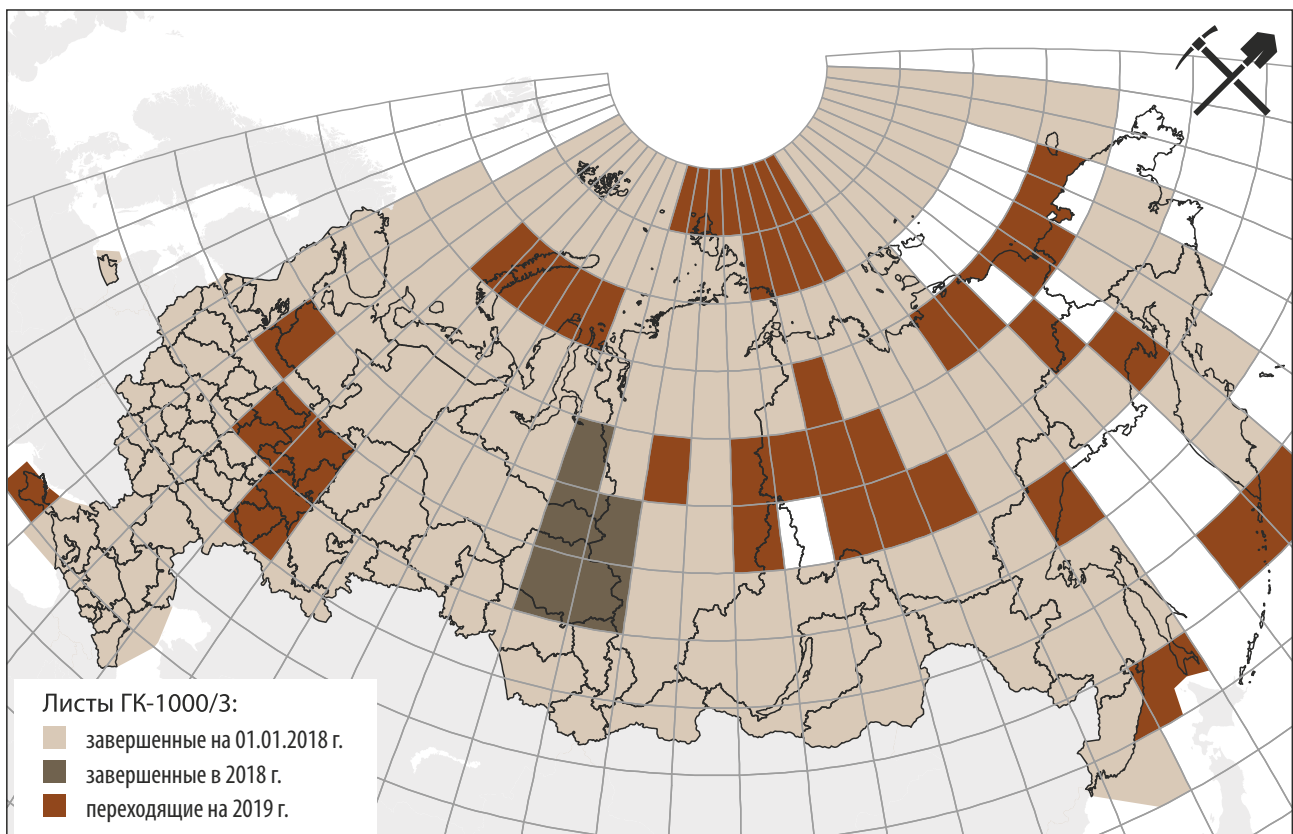 Листы ГК-1000/3:
завершенные на 01.01.2018 г.
завершенные в 2018 г.
переходящие на 2019 г.